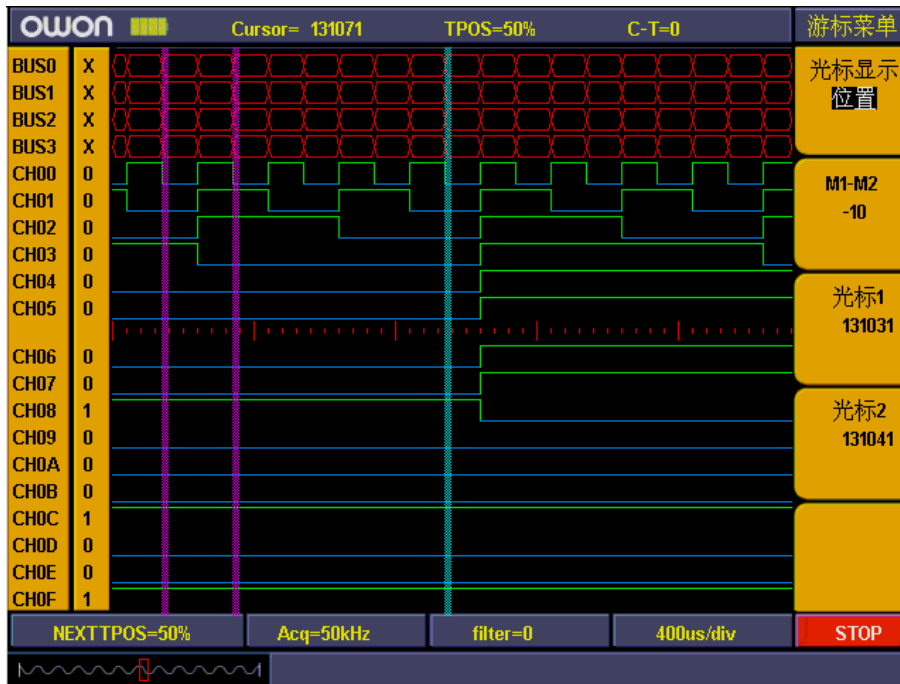 OWON Cursor= 131071 TPOS=50% C-T=0 游标菜单
BUS0 X
BUS1 X
BUS2 X
BUS3 X
CH00 0
CH01 0
CH02 0
CH03 0
CH04 0
CH05 0
CH06 0
CH07 0
CH08 1
CH09 0
CH0A 0
CH0B 0
CH0C 1
CH0D 0
CH0E 0
CH0F 1
光标显示
位置
M1-M2
-10
光标1
131031
光标2
131041
NEXTTPOS=50% Acq=50kHz filter=0 400us/div STOP